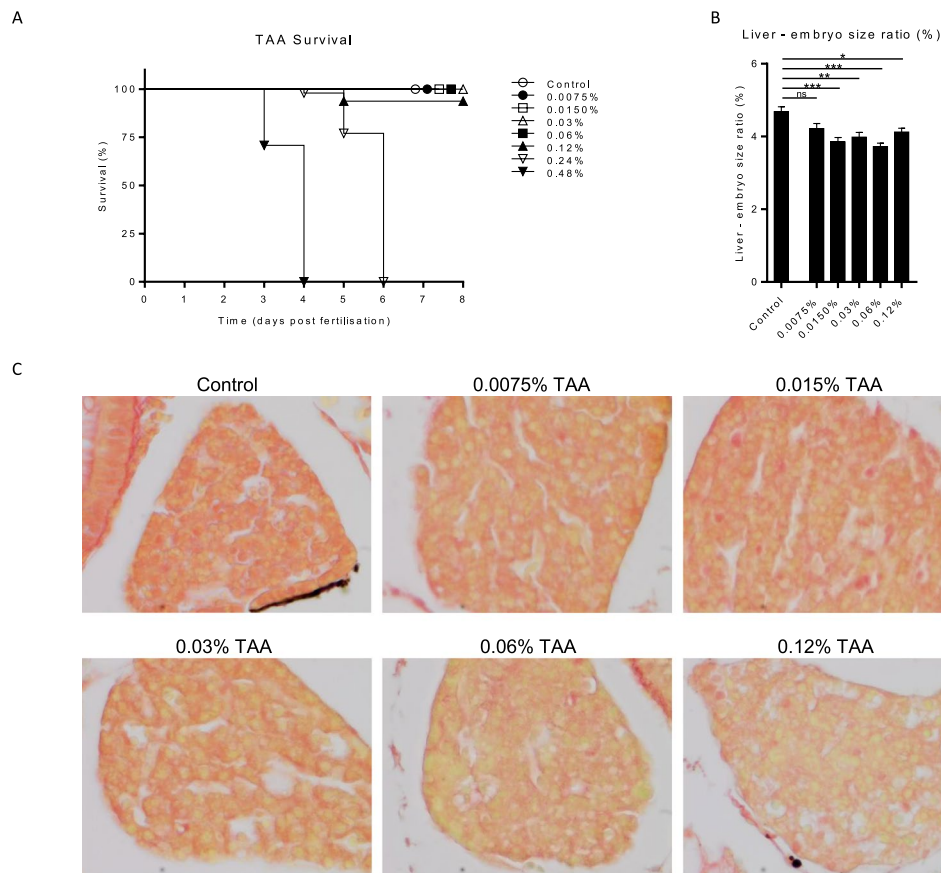 A
TAA Survival
100
75
50
25
0
Survival (%)
0 1 2 3 4 5 6 7 8
Time (days post fertilisation)
Control
0.0075%
0.0150%
0.03%
0.06%
0.12%
0.24%
0.48%
B
Liver - embryo size ratio (%)
*
***
**
***
ns
6
4
2
0
Liver - embryo size ratio (%)
Control
0.0075%
0.0150%
0.03%
0.06%
0.12%
C
Control
0.0075% TAA
0.015% TAA
0.03% TAA
0.06% TAA
0.12% TAA